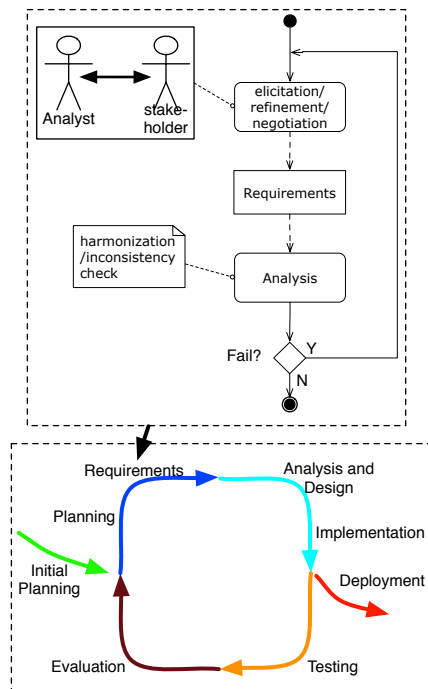 elicitation/
refinement/
negotiation
Analyst
stake-
holder
Requirements
harmonization
/inconsistency
check
Analysis
Fail?
Y
N
Requirements
Analysis and
Design
Planning
Implementation
Initial
Planning
Deployment
Evaluation
Testing